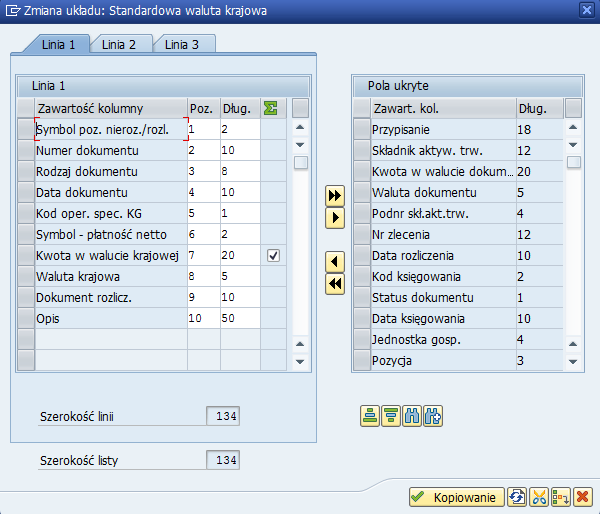 Zmiana układu: Standardowa waluta krajowa
Linia 1 Linia 2 Linia 3
Linia 1
Zawartość kolumny Poz. Dług. Σ
Symbol poz. nieroz./rozl. 1 2
Numer dokumentu 2 10
Rodzaj dokumentu 3 8
Data dokumentu 4 10
Kod oper. spec. KG 5 1
Symbol - płatność netto 6 2
Kwota w walucie krajowej 7 20
Waluta krajowa 8 5
Dokument rozlicz. 9 10
Opis 10 50
Szerokość linii 134
Szerokość listy 134
Pola ukryte
Zawart. kol. Dług.
Przypisanie 18
Składnik aktyw. trw. 12
Kwota w walucie dokum... 20
Waluta dokumentu 5
Podnr skł.akt.trw. 4
Nr zlecenia 12
Data rozliczenia 10
Kod księgowania 2
Status dokumentu 1
Data księgowania 10
Jednostka gosp. 4
Pozycja 3
Kopiowanie